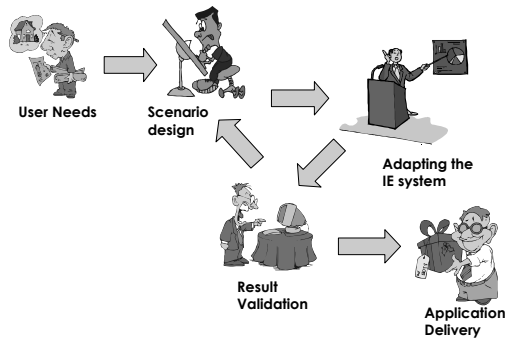 User Needs
Scenario
design
Adapting the
IE system
Result
Validation
Application
Delivery